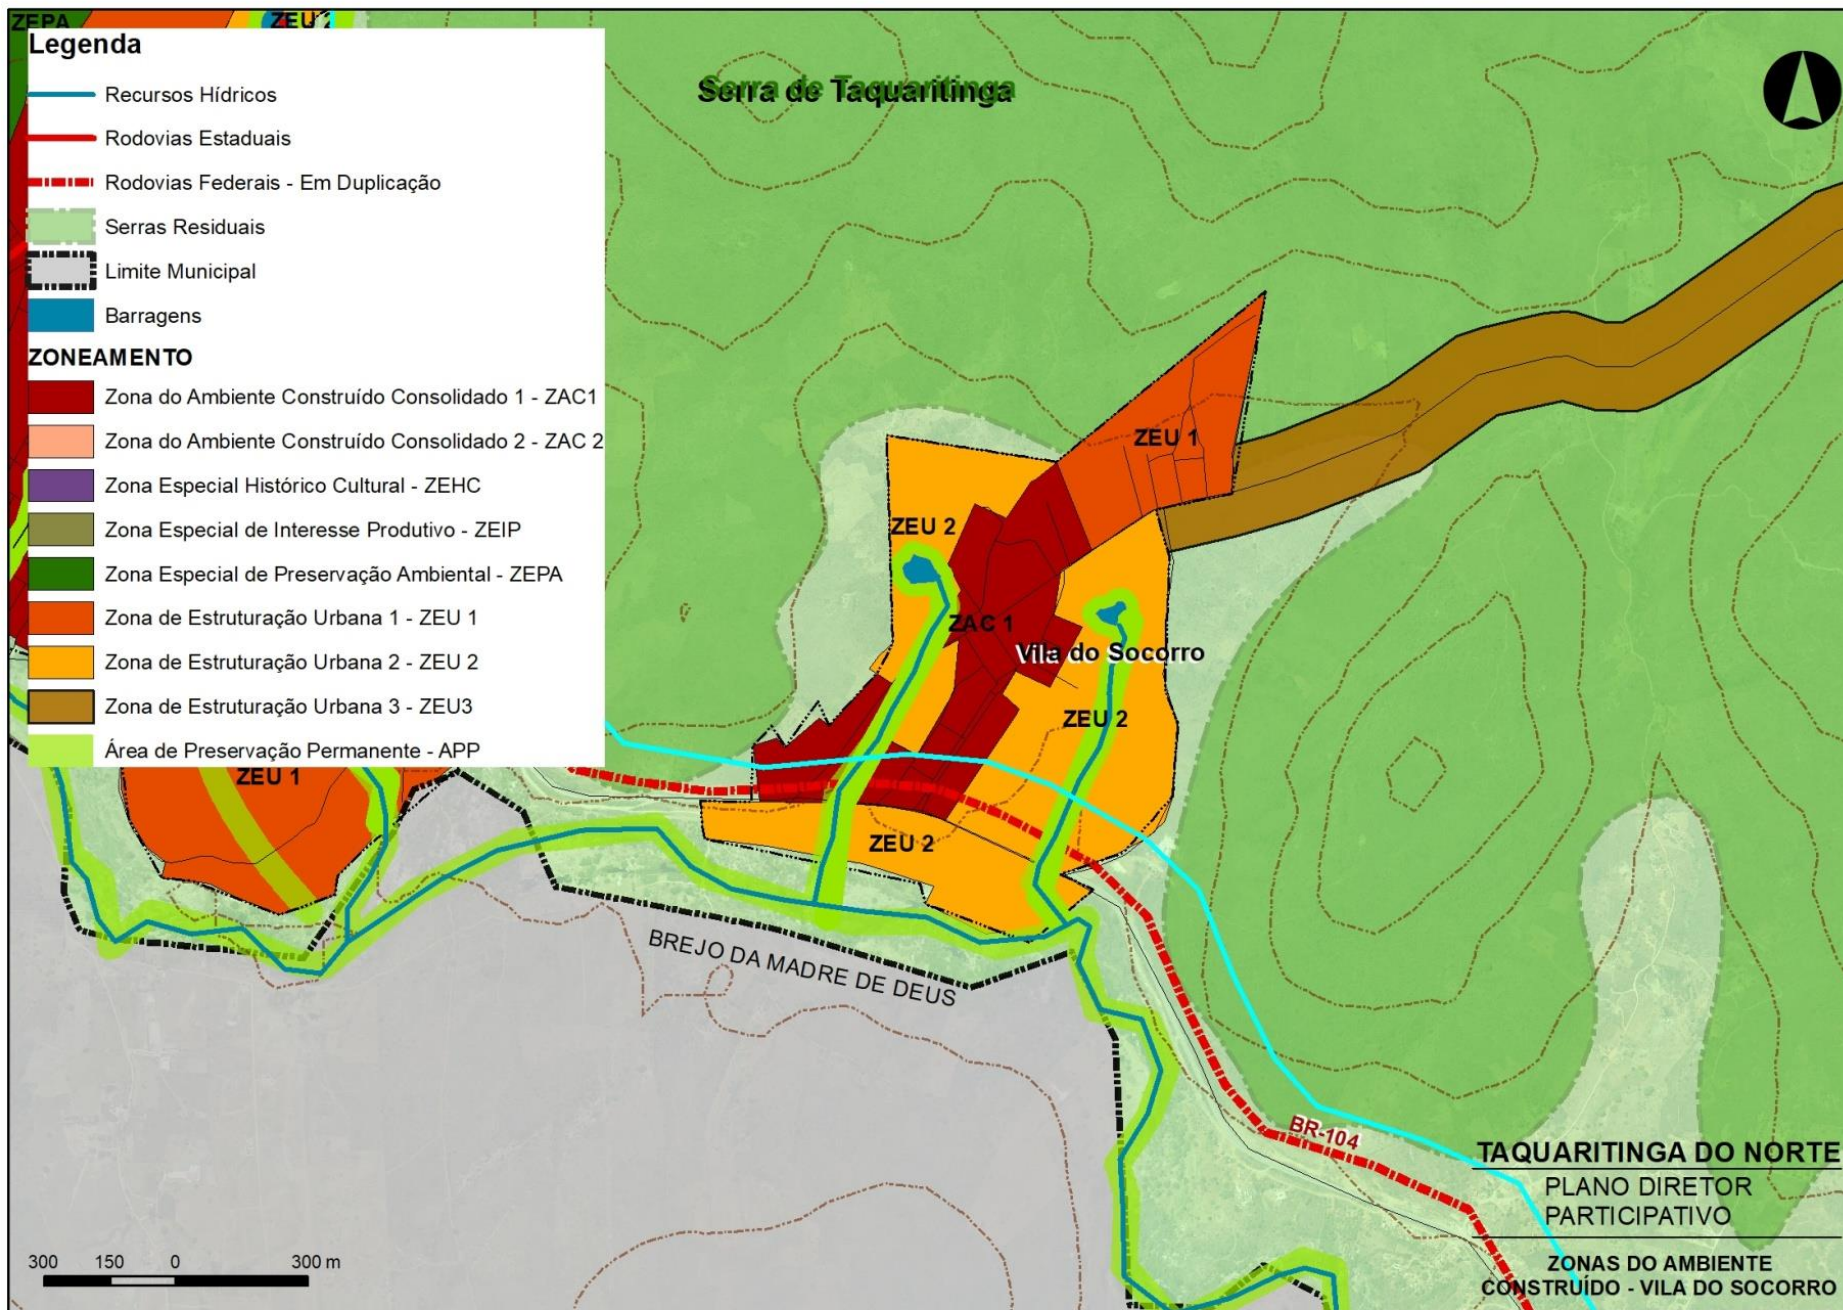 ZEPA
ZEU 2
Legenda
Recursos Hídricos
Rodovias Estaduais
Rodovias Federais - Em Duplicação
Serras Residuais
Limite Municipal
Barragens
ZONEAMENTO
Zona do Ambiente Construído Consolidado 1 - ZAC1
Zona do Ambiente Construído Consolidado 2 - ZAC 2
Zona Especial Histórico Cultural - ZEHC
Zona Especial de Interesse Produtivo - ZEIP
Zona Especial de Preservação Ambiental - ZEPA
Zona de Estruturação Urbana 1 - ZEU 1
Zona de Estruturação Urbana 2 - ZEU 2
Zona de Estruturação Urbana 3 - ZEU3
Área de Preservação Permanente - APP
Serra de Taquaritinga
ZEU 1
ZEU 2
ZAC 1
Vila do Socorro
ZEU 2
ZEU 1
ZEU 2
BREJO DA MADRE DE DEUS
BR-104
TAQUARITINGA DO NORTE
PLANO DIRETOR
PARTICIPATIVO
ZONAS DO AMBIENTE
CONSTRUÍDO - VILA DO SOCORRO
300 150 0 300 m